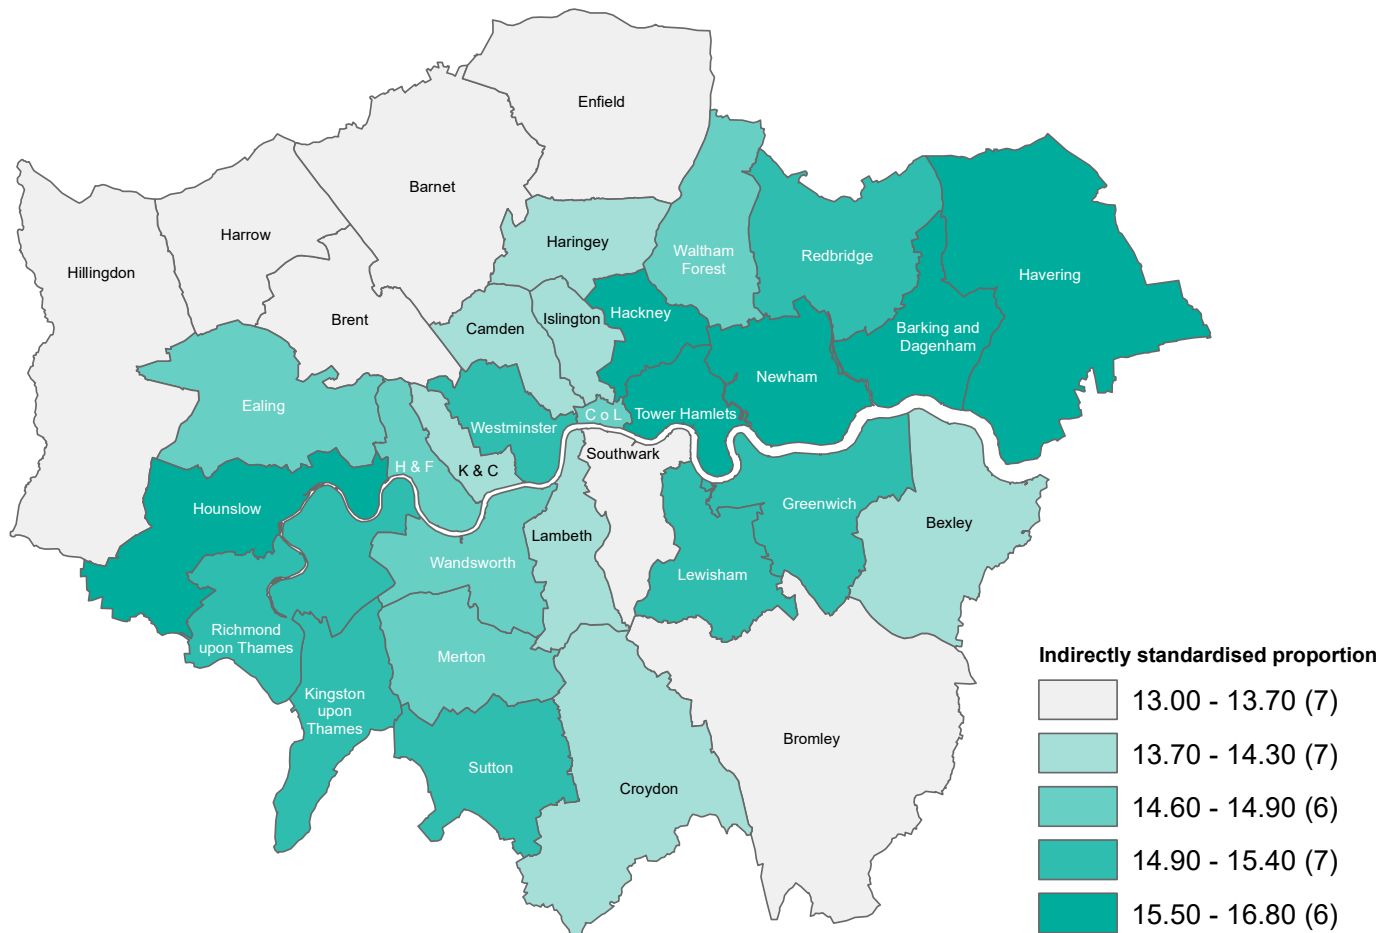 Enfield
Barnet
Harrow
Haringey
Waltham
Forest
Redbridge
Hillingdon
Havering
Brent
Camden
Islington
Hackney
Barking and
Dagenham
Newham
Ealing
Westminster
C o L
Tower Hamlets
H & F
K & C
Southwark
Hounslow
Greenwich
Bexley
Lambeth
Wandsworth
Lewisham
Richmond
upon Thames
Merton
Kingston
upon
Thames
Sutton
Croydon
Bromley
Indirectly standardised proportion
13.00 - 13.70 (7)
13.70 - 14.30 (7)
14.60 - 14.90 (6)
14.90 - 15.40 (7)
15.50 - 16.80 (6)